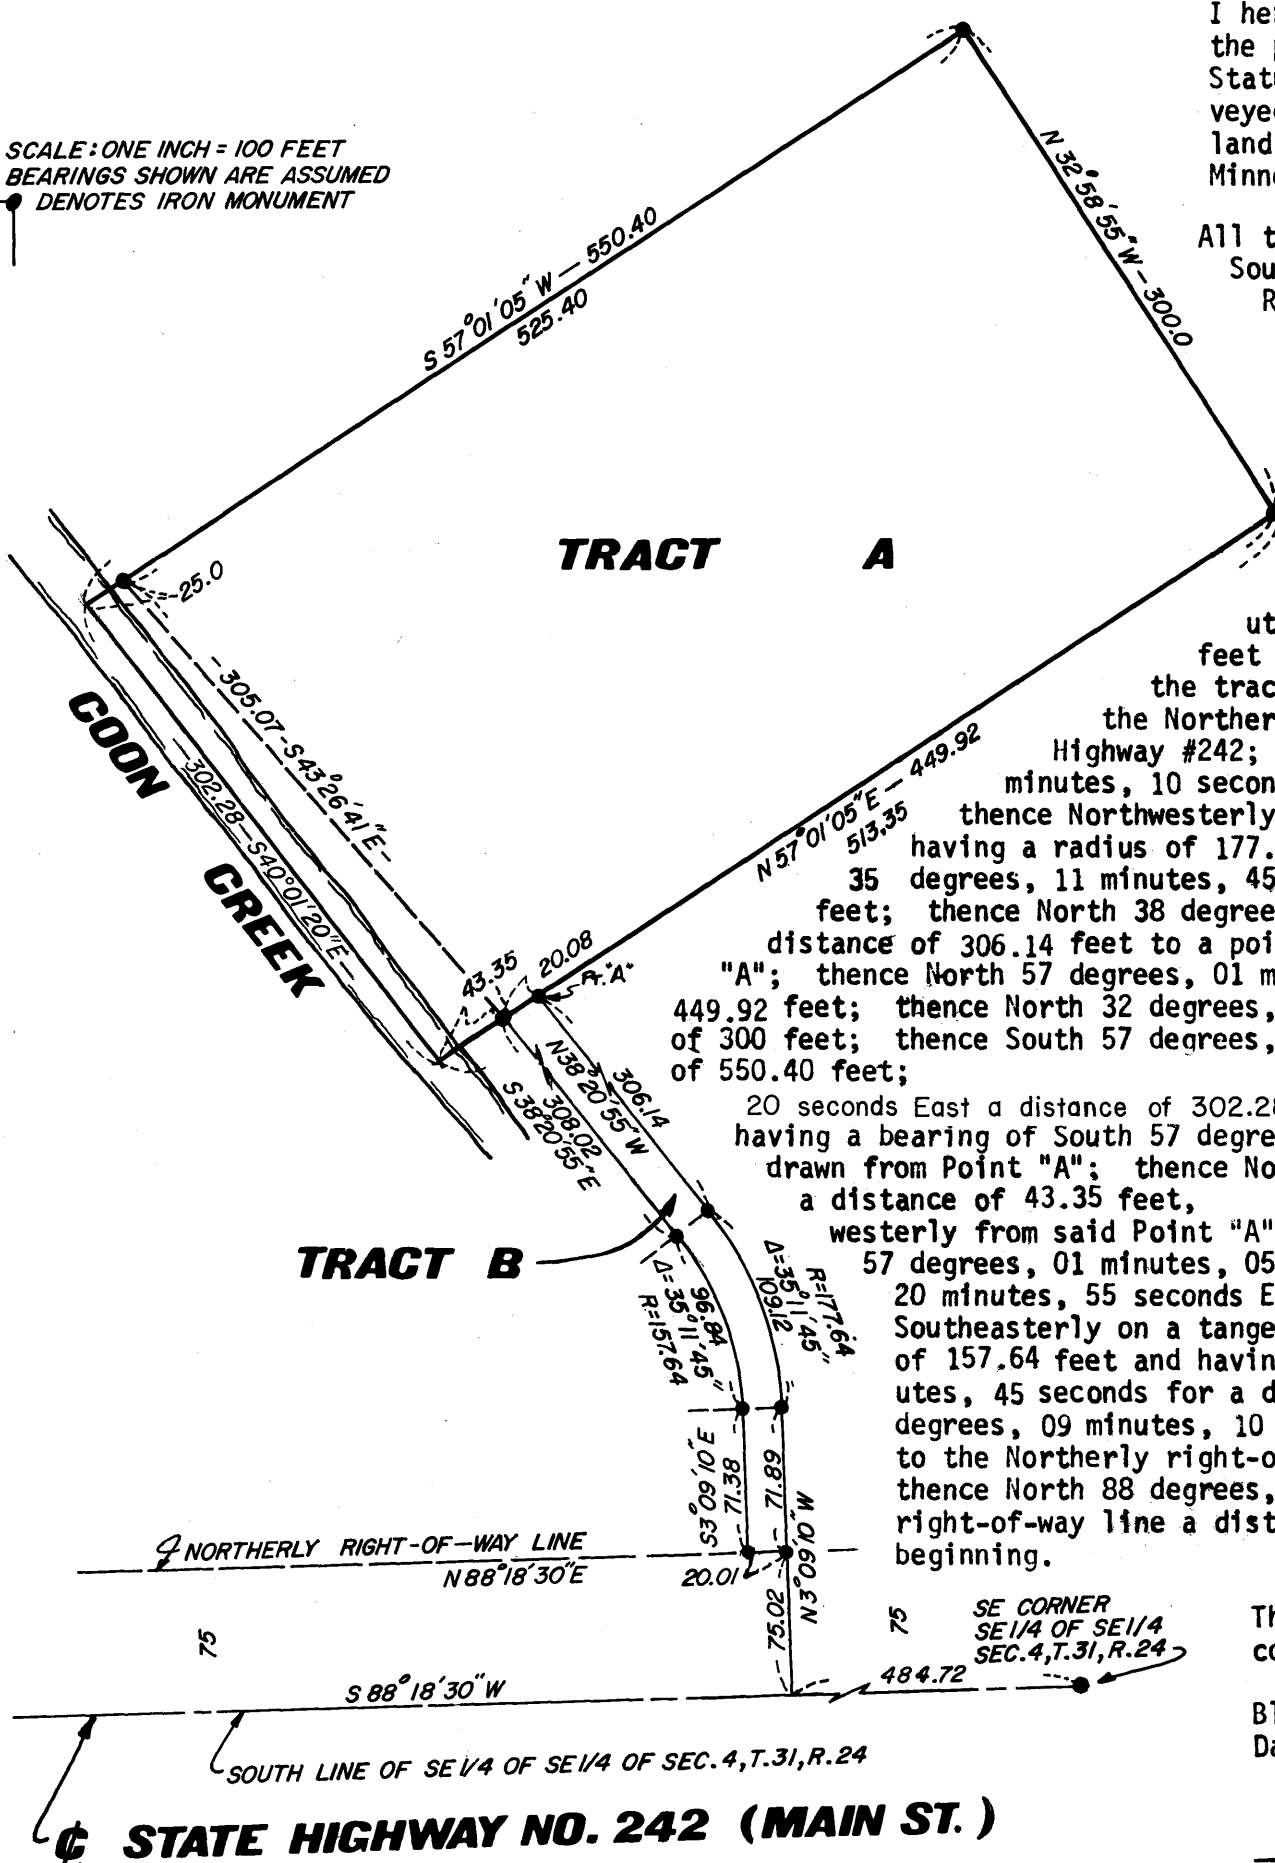 SCALE: ONE INCH = 100 FEET
BEARINGS SHOWN ARE ASSUMED
DENOTES IRON MONUMENT
N 32°58'55" W - 300.0
S 57°01'05" W — 550.40
525.40
TRACT A
25.0
COON CREEK
305.07 - S 43°26'41" E
302.28 - S 40°01'20" E
N 57°01'05" E — 449.92
513.35
43.35
20.08
Pt. "A"
N 38°20'55" W
306.14
308.02
S 38°20'55" E
TRACT B
Δ=35°11'45"
R=157.64
96.84
R=177.64
Δ=35°11'45"
109.12
S 3°09'10" E
71.38
71.89
N 3°09'10" W
NORTHERLY RIGHT-OF-WAY LINE
N 88°18'30" E
20.01
75.02
75
75
SE CORNER
SE 1/4 OF SE 1/4
SEC. 4, T. 31, R. 24
484.72
S 88°18'30" W
SOUTH LINE OF SE 1/4 OF SE 1/4 OF SEC. 4, T. 31, R. 24
℄ STATE HIGHWAY NO. 242 (MAIN ST.)
I he
the
Stat
veye
land
Minn
All t
Sou
R
ut
feet
the trac
the Norther
Highway #242;
minutes, 10 secon
thence Northwesterly
having a radius of 177.
35 degrees, 11 minutes, 45
feet; thence North 38 degree
distance of 306.14 feet to a poi
"A"; thence North 57 degrees, 01 m
449.92 feet; thence North 32 degrees,
of 300 feet; thence South 57 degrees,
of 550.40 feet;
20 seconds East a distance of 302.28
having a bearing of South 57 degre
drawn from Point "A"; thence No
a distance of 43.35 feet,
westerly from said Point "A"
57 degrees, 01 minutes, 05
20 minutes, 55 seconds E
Southeasterly on a tange
of 157.64 feet and havin
utes, 45 seconds for a d
degrees, 09 minutes, 10
to the Northerly right-o
thence North 88 degrees,
right-of-way line a dist
beginning.
Th
co
Bl
Da